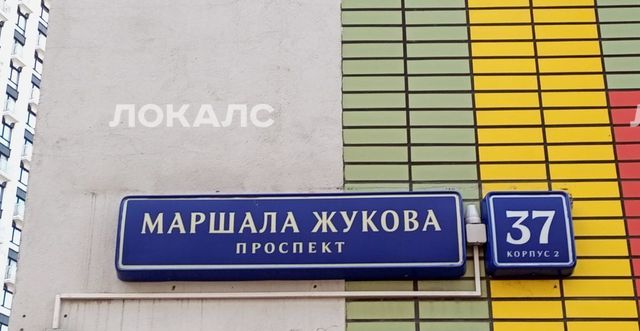 ЛОКАЛС
МАРШАЛА ЖУКОВА
ПРОСПЕКТ
37
КОРПУС 2